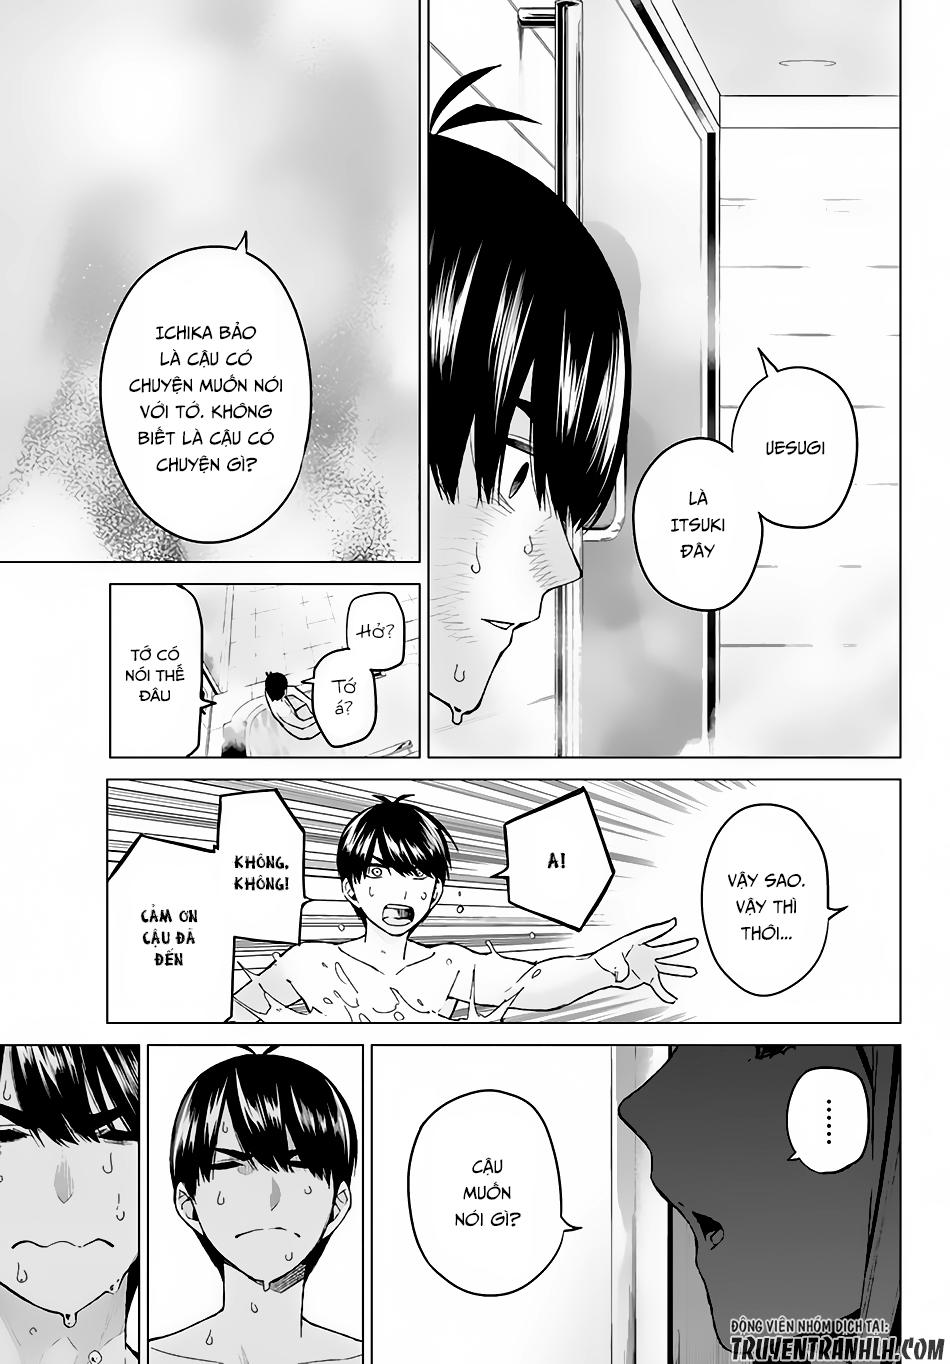 UESUGI
LÀ
ITSUKI
ĐÂY
ICHIKA BẢO
LÀ CẬU CÓ
CHUYỆN MUỐN NÓI
VỚI TỚ. KHÔNG
BIẾT LÀ CẬU CÓ
CHUYỆN GÌ?
HỞ?
TỚ
Á?
TỚ CÓ
NÓI THẾ
ĐÂU
VẬY SAO.
VẬY THÌ
THÔI...
A!
KHÔNG,
KHÔNG!
CẢM ƠN
CẬU ĐÃ
ĐẾN
......
CẬU
MUỐN
NÓI GÌ?
ĐỘNG VIÊN NHÓM DỊCH TẠI:
TRUYENTRANHLH.COM